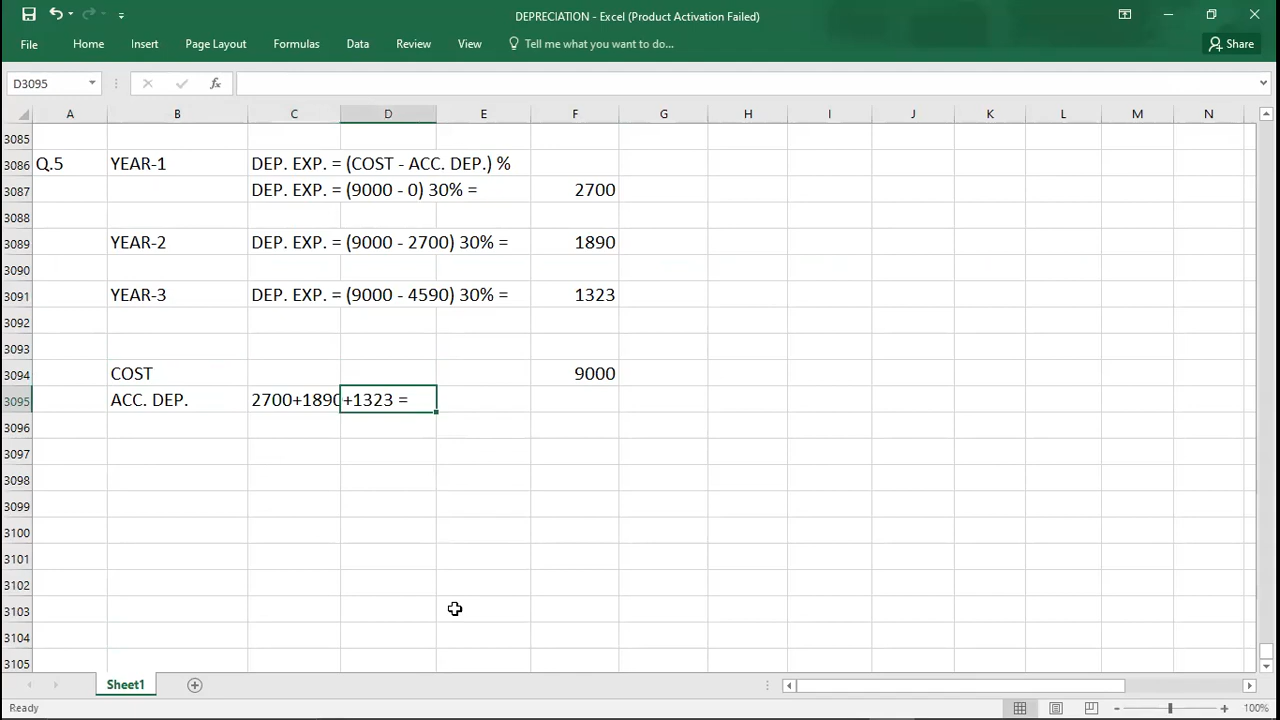 DEPRECIATION - Excel (Product Activation Failed)
File Home Insert Page Layout Formulas Data Review View Tell me what you want to do... Share
D3095 fx
A B C D E F G H I J K L M N
3085
3086 Q.5 YEAR-1 DEP. EXP. = (COST - ACC. DEP.) %
3087 DEP. EXP. = (9000 - 0) 30% = 2700
3088
3089 YEAR-2 DEP. EXP. = (9000 - 2700) 30% = 1890
3090
3091 YEAR-3 DEP. EXP. = (9000 - 4590) 30% = 1323
3092
3093
3094 COST 9000
3095 ACC. DEP. 2700+1890+1323 =
3096
3097
3098
3099
3100
3101
3102
3103
3104
3105
Sheet1
Ready 100%